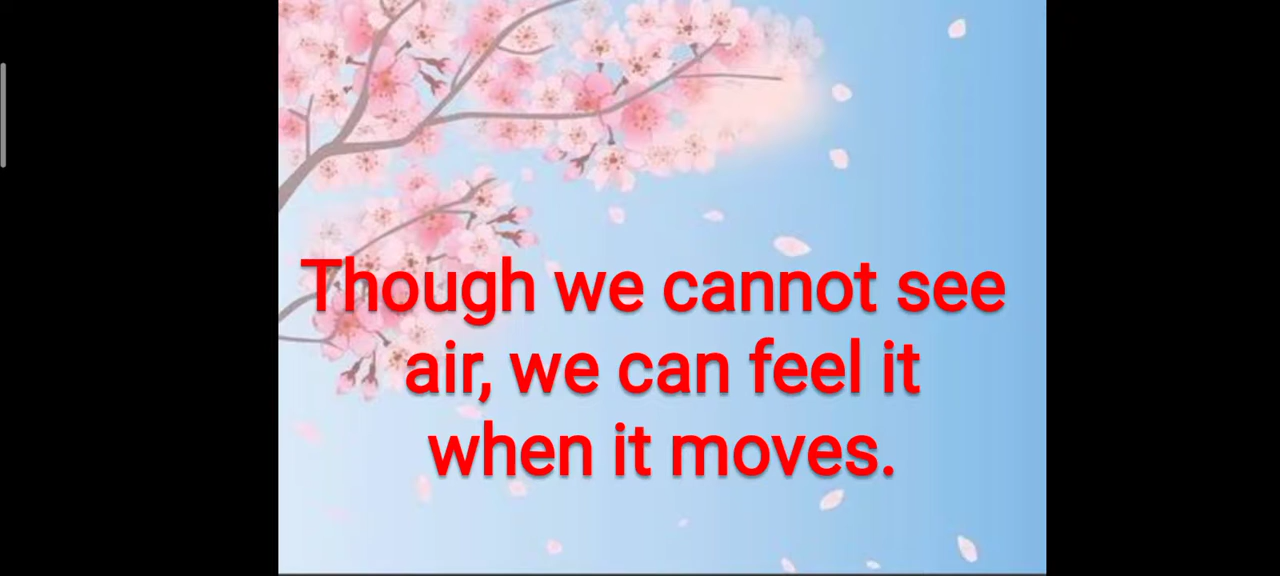 Though we cannot see
air, we can feel it
when it moves.